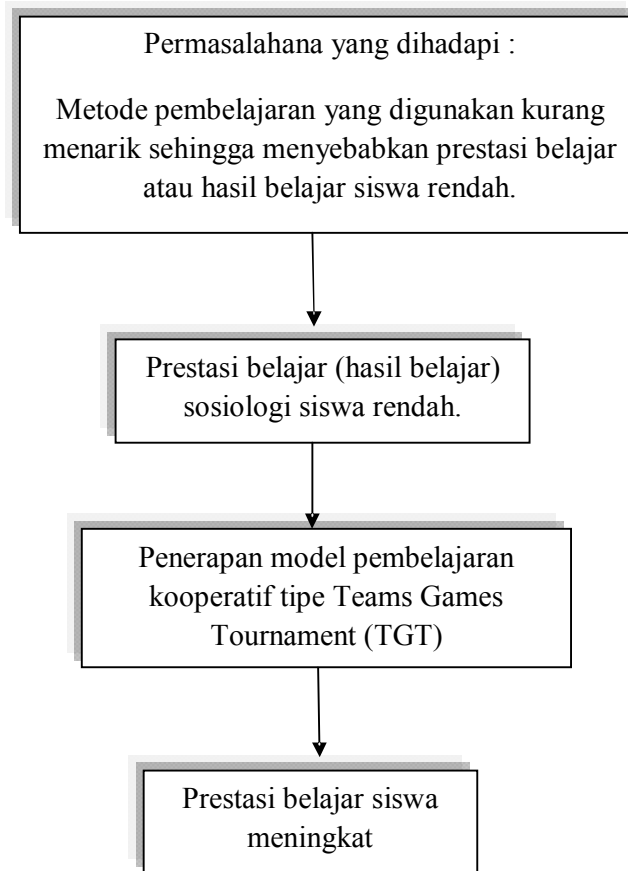 Permasalahana yang dihadapi :
Metode pembelajaran yang digunakan kurang
menarik sehingga menyebabkan prestasi belajar
atau hasil belajar siswa rendah.
Prestasi belajar (hasil belajar)
sosiologi siswa rendah.
Penerapan model pembelajaran
kooperatif tipe Teams Games
Tournament (TGT)
Prestasi belajar siswa
meningkat